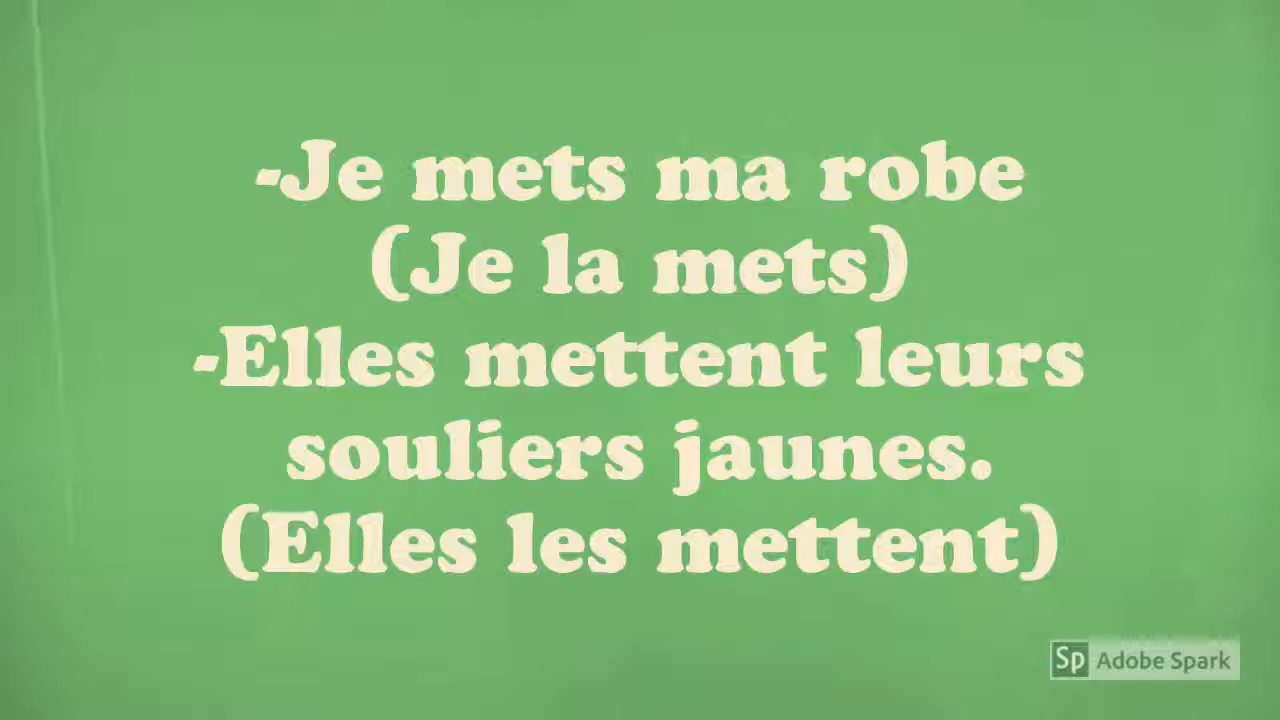 -Je mets ma robe
(Je la mets)
-Elles mettent leurs
souliers jaunes.
(Elles les mettent)
Sp Adobe Spark